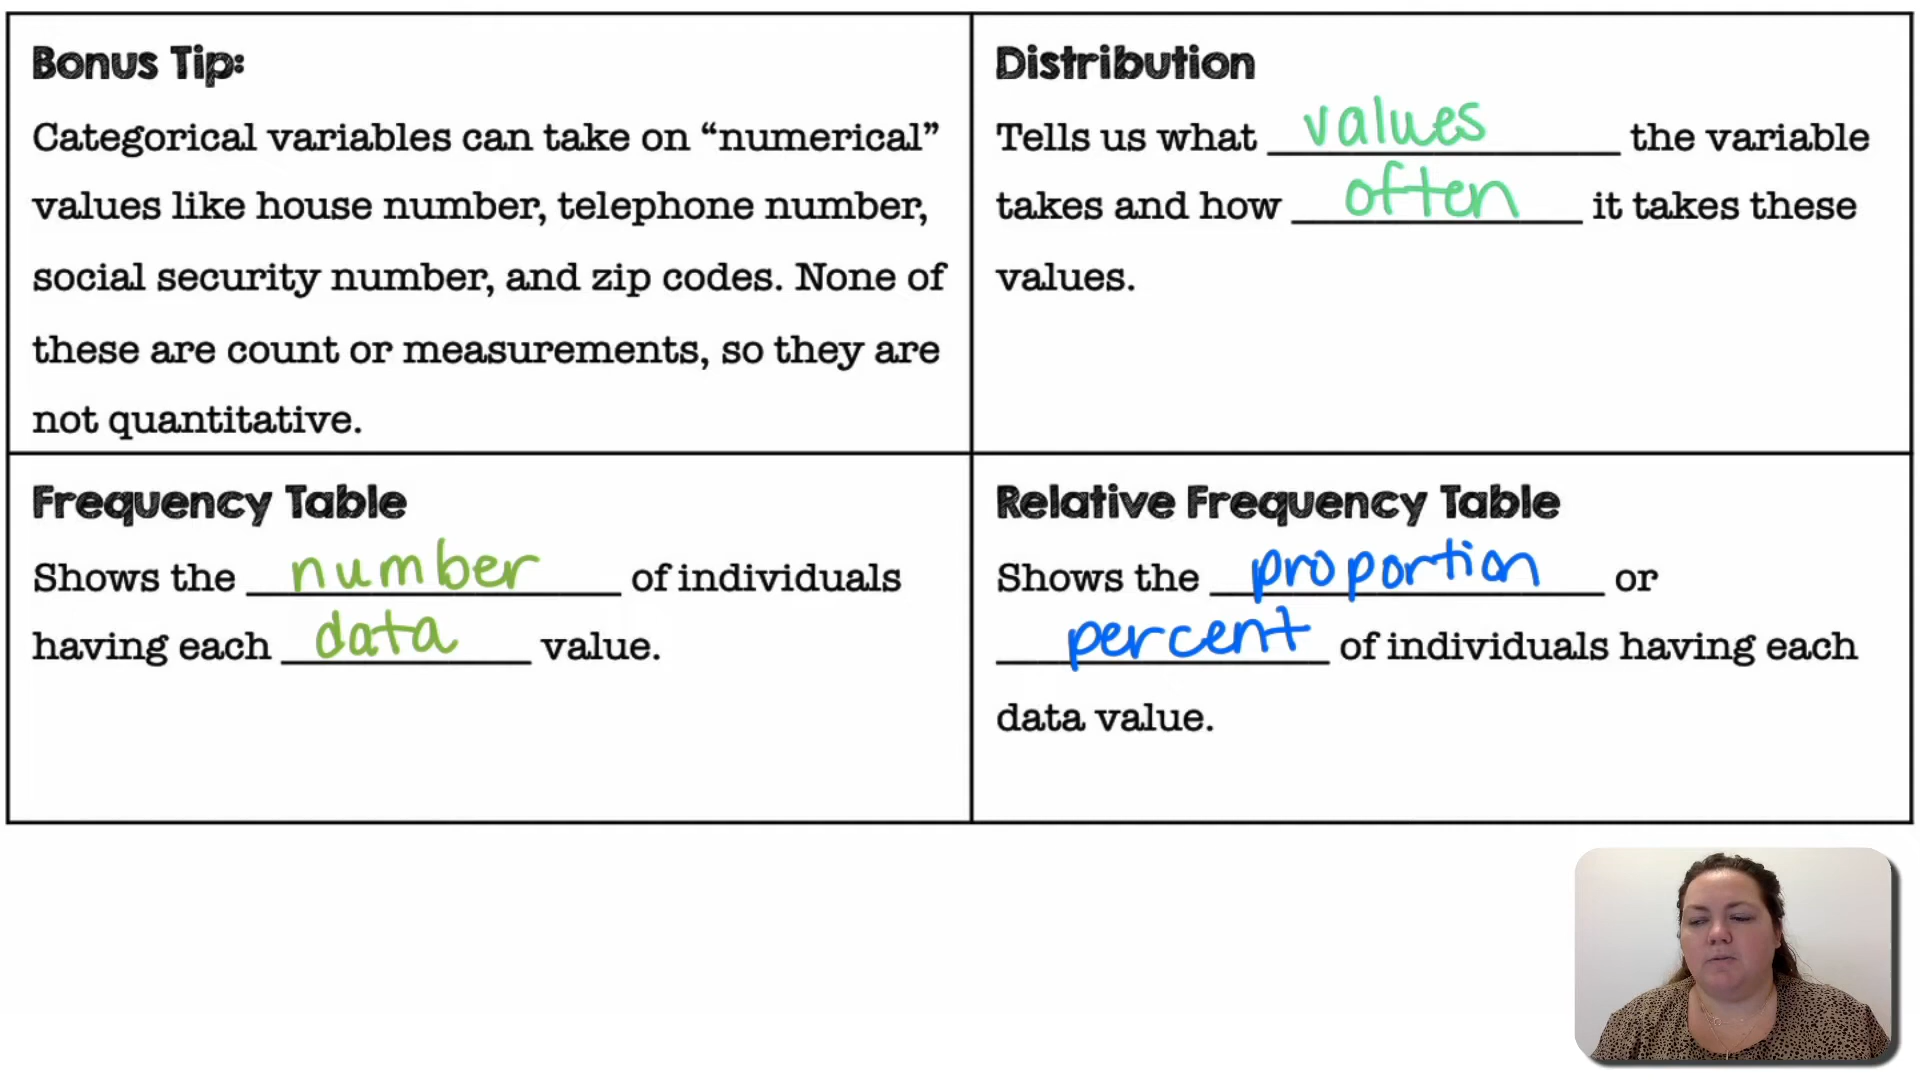 Bonus Tip:
Categorical variables can take on “numerical”
values like house number, telephone number,
social security number, and zip codes. None of
these are count or measurements, so they are
not quantitative.
Distribution
Tells us what values the variable
takes and how often it takes these
values.
Frequency Table
Shows the number of individuals
having each data value.
Relative Frequency Table
Shows the proportion or
percent of individuals having each
data value.